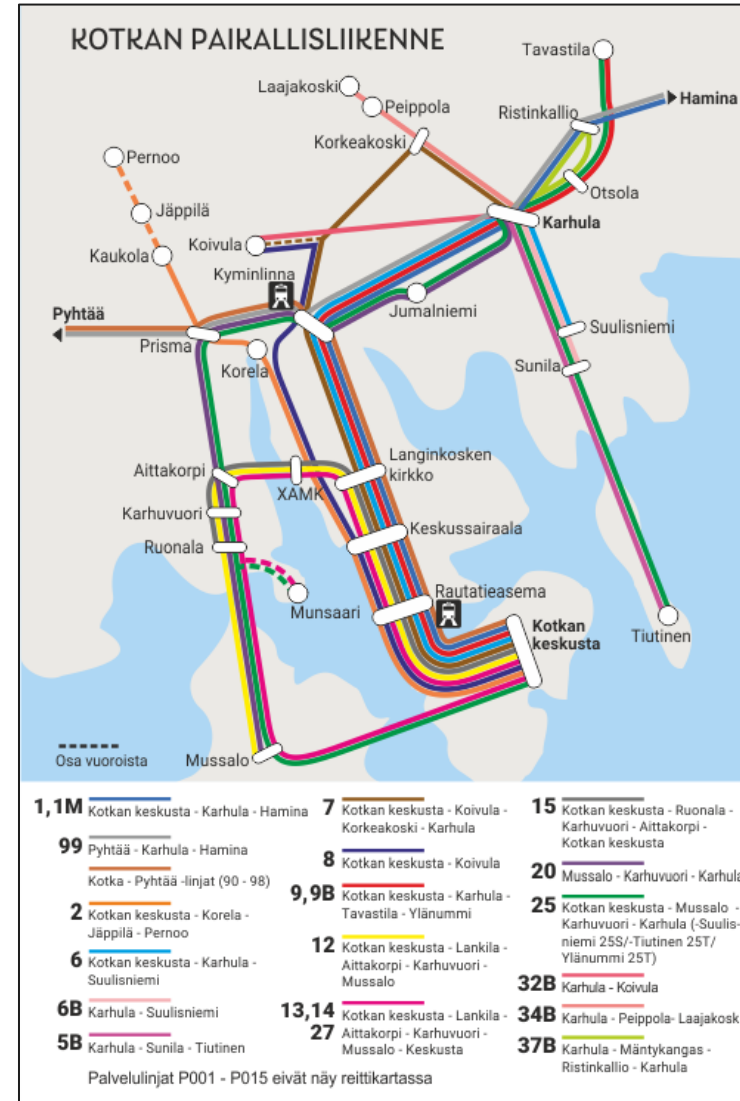 KOTKAN PAIKALLISLIIKENNE
Tavastila
Laajakoski
Peippola
Hamina
Ristinkallio
Korkeakoski
Pernoo
Otsola
Jäppilä
Karhula
Koivula
Kaukola
Kyminlinna
Jumalniemi
Pyhtää
Suulisniemi
Prisma
Korela
Sunila
Langinkosken
kirkko
Aittakorpi
XAMK
Karhuvuori
Keskussairaala
Ruonala
Rautatieasema
Munsaari
Kotkan
keskusta
Tiutinen
Osa vuoroista
Mussalo
1,1M Kotkan keskusta - Karhula - Hamina
99 Pyhtää - Karhula - Hamina
Kotka - Pyhtää -linjat (90 - 98)
2 Kotkan keskusta - Korela -
Jäppilä - Pernoo
6 Kotkan keskusta - Karhula -
Suulisniemi
6B Karhula - Suulisniemi
5B Karhula - Sunila - Tiutinen
7 Kotkan keskusta - Koivula -
Korkeakoski - Karhula
8 Kotkan keskusta - Koivula
9,9B Kotkan keskusta - Karhula -
Tavastila - Ylänummi
12 Kotkan keskusta - Lankila -
Aittakorpi - Karhuvuori -
Mussalo
13,14 Kotkan keskusta - Lankila -
27 Aittakorpi - Karhuvuori -
Mussalo - Keskusta
15 Kotkan keskusta - Ruonala -
Karhuvuori - Aittakorpi -
Kotkan keskusta
20 Mussalo - Karhuvuori - Karhula
25 Kotkan keskusta - Mussalo -
Karhuvuori - Karhula (-Suulis-
niemi 25S/-Tiutinen 25T/
Ylänummi 25T)
32B Karhula - Koivula
34B Karhula - Peippola- Laajakosk
37B Karhula - Mäntykangas -
Ristinkallio - Karhula
Palvelulinjat P001 - P015 eivät näy reittikartassa